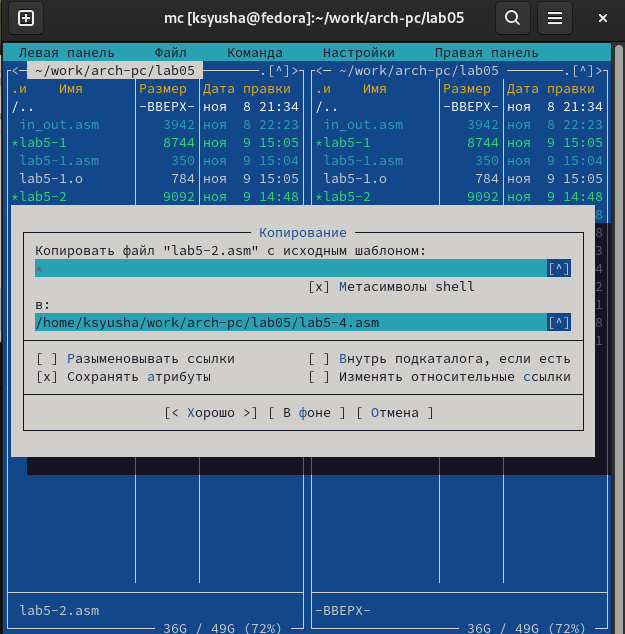 mc [ksyusha@fedora]:~/work/arch-pc/lab05
Левая панель Файл Команда Настройки Правая панель
<─ ~/work/arch-pc/lab05 .[^]> <─ ~/work/arch-pc/lab05 .[^]>
.и Имя Размер Дата правки .и Имя Размер Дата правки
/.. -ВВЕРХ- ноя 8 21:34 /.. -ВВЕРХ- ноя 8 21:34
in_out.asm 3942 ноя 8 22:23 in_out.asm 3942 ноя 8 22:23
*lab5-1 8744 ноя 9 15:05 *lab5-1 8744 ноя 9 15:05
lab5-1.asm 350 ноя 9 15:04 lab5-1.asm 350 ноя 9 15:04
lab5-1.o 784 ноя 9 15:05 lab5-1.o 784 ноя 9 15:05
*lab5-2 9092 ноя 9 14:48 *lab5-2 9092 ноя 9 14:48
8
Копирование 8
Копировать файл "lab5-2.asm" с исходным шаблоном: 3
* [^] 4
[x] Метасимволы shell 2
в: 1
/home/ksyusha/work/arch-pc/lab05/lab5-4.asm [^] 8
1
[ ] Разыменовывать ссылки [ ] Внутрь подкаталога, если есть
[x] Сохранять атрибуты [ ] Изменять относительные ссылки
[< Хорошо >] [ В фоне ] [ Отмена ]
lab5-2.asm -ВВЕРХ-
36G / 49G (72%) 36G / 49G (72%)